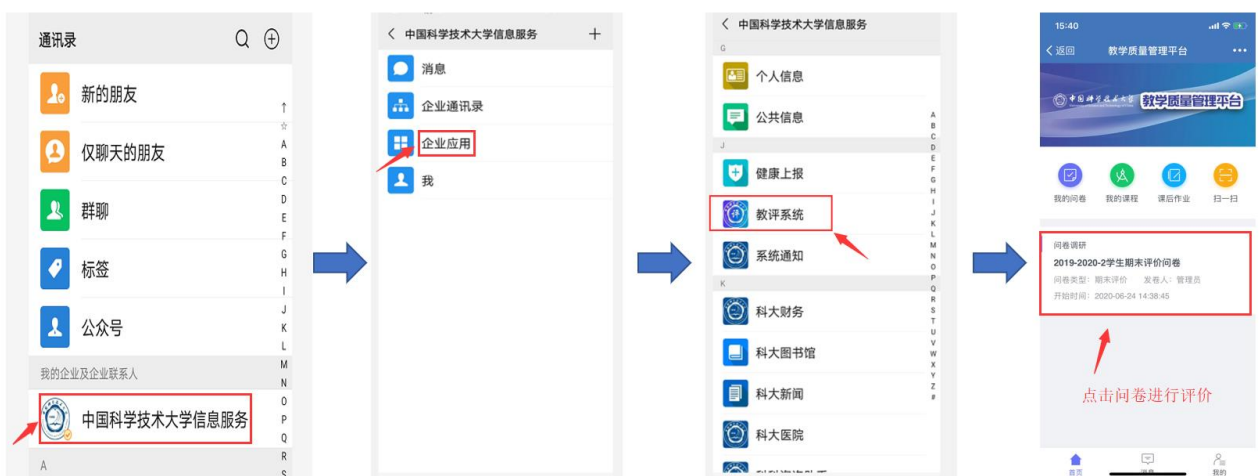 通讯录
新的朋友
仅聊天的朋友
群聊
标签
公众号
我的企业及企业联系人
中国科学技术大学信息服务
A
↑
☆
A
B
C
D
E
F
G
H
I
J
K
L
M
N
O
P
Q
R
S
中国科学技术大学信息服务
消息
企业通讯录
企业应用
我
中国科学技术大学信息服务
G
个人信息
公共信息
J
健康上报
评
教评系统
系统通知
K
科大财务
科大图书馆
科大新闻
科大医院
A
B
C
D
E
F
G
H
I
J
K
L
M
N
O
P
Q
R
S
T
U
V
W
X
Y
Z
#
15:40
返回 教学质量管理平台
中国科学技术大学 教学质量管理平台
我的问卷 我的课程 课后作业 扫一扫
问卷调研
2019-2020-2学生期末评价问卷
问卷类型：期末评价 发卷人：管理员
开始时间：2020-06-24 14:38:45
点击问卷进行评价
首页 消息 我的